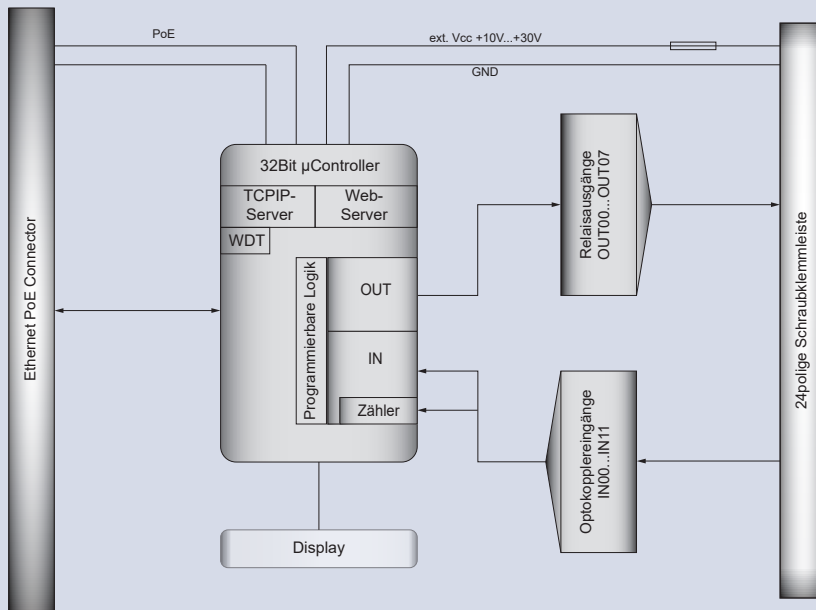 PoE
ext. Vcc +10V...+30V
GND
Ethernet PoE Connector
32Bit µController
TCPIP-
Server
Web-
Server
WDT
Programmierbare Logik
OUT
IN
Zähler
Relaisausgänge
OUT00...OUT07
Optokopplereingänge
IN00...IN11
24polige Schraubklemmleiste
Display